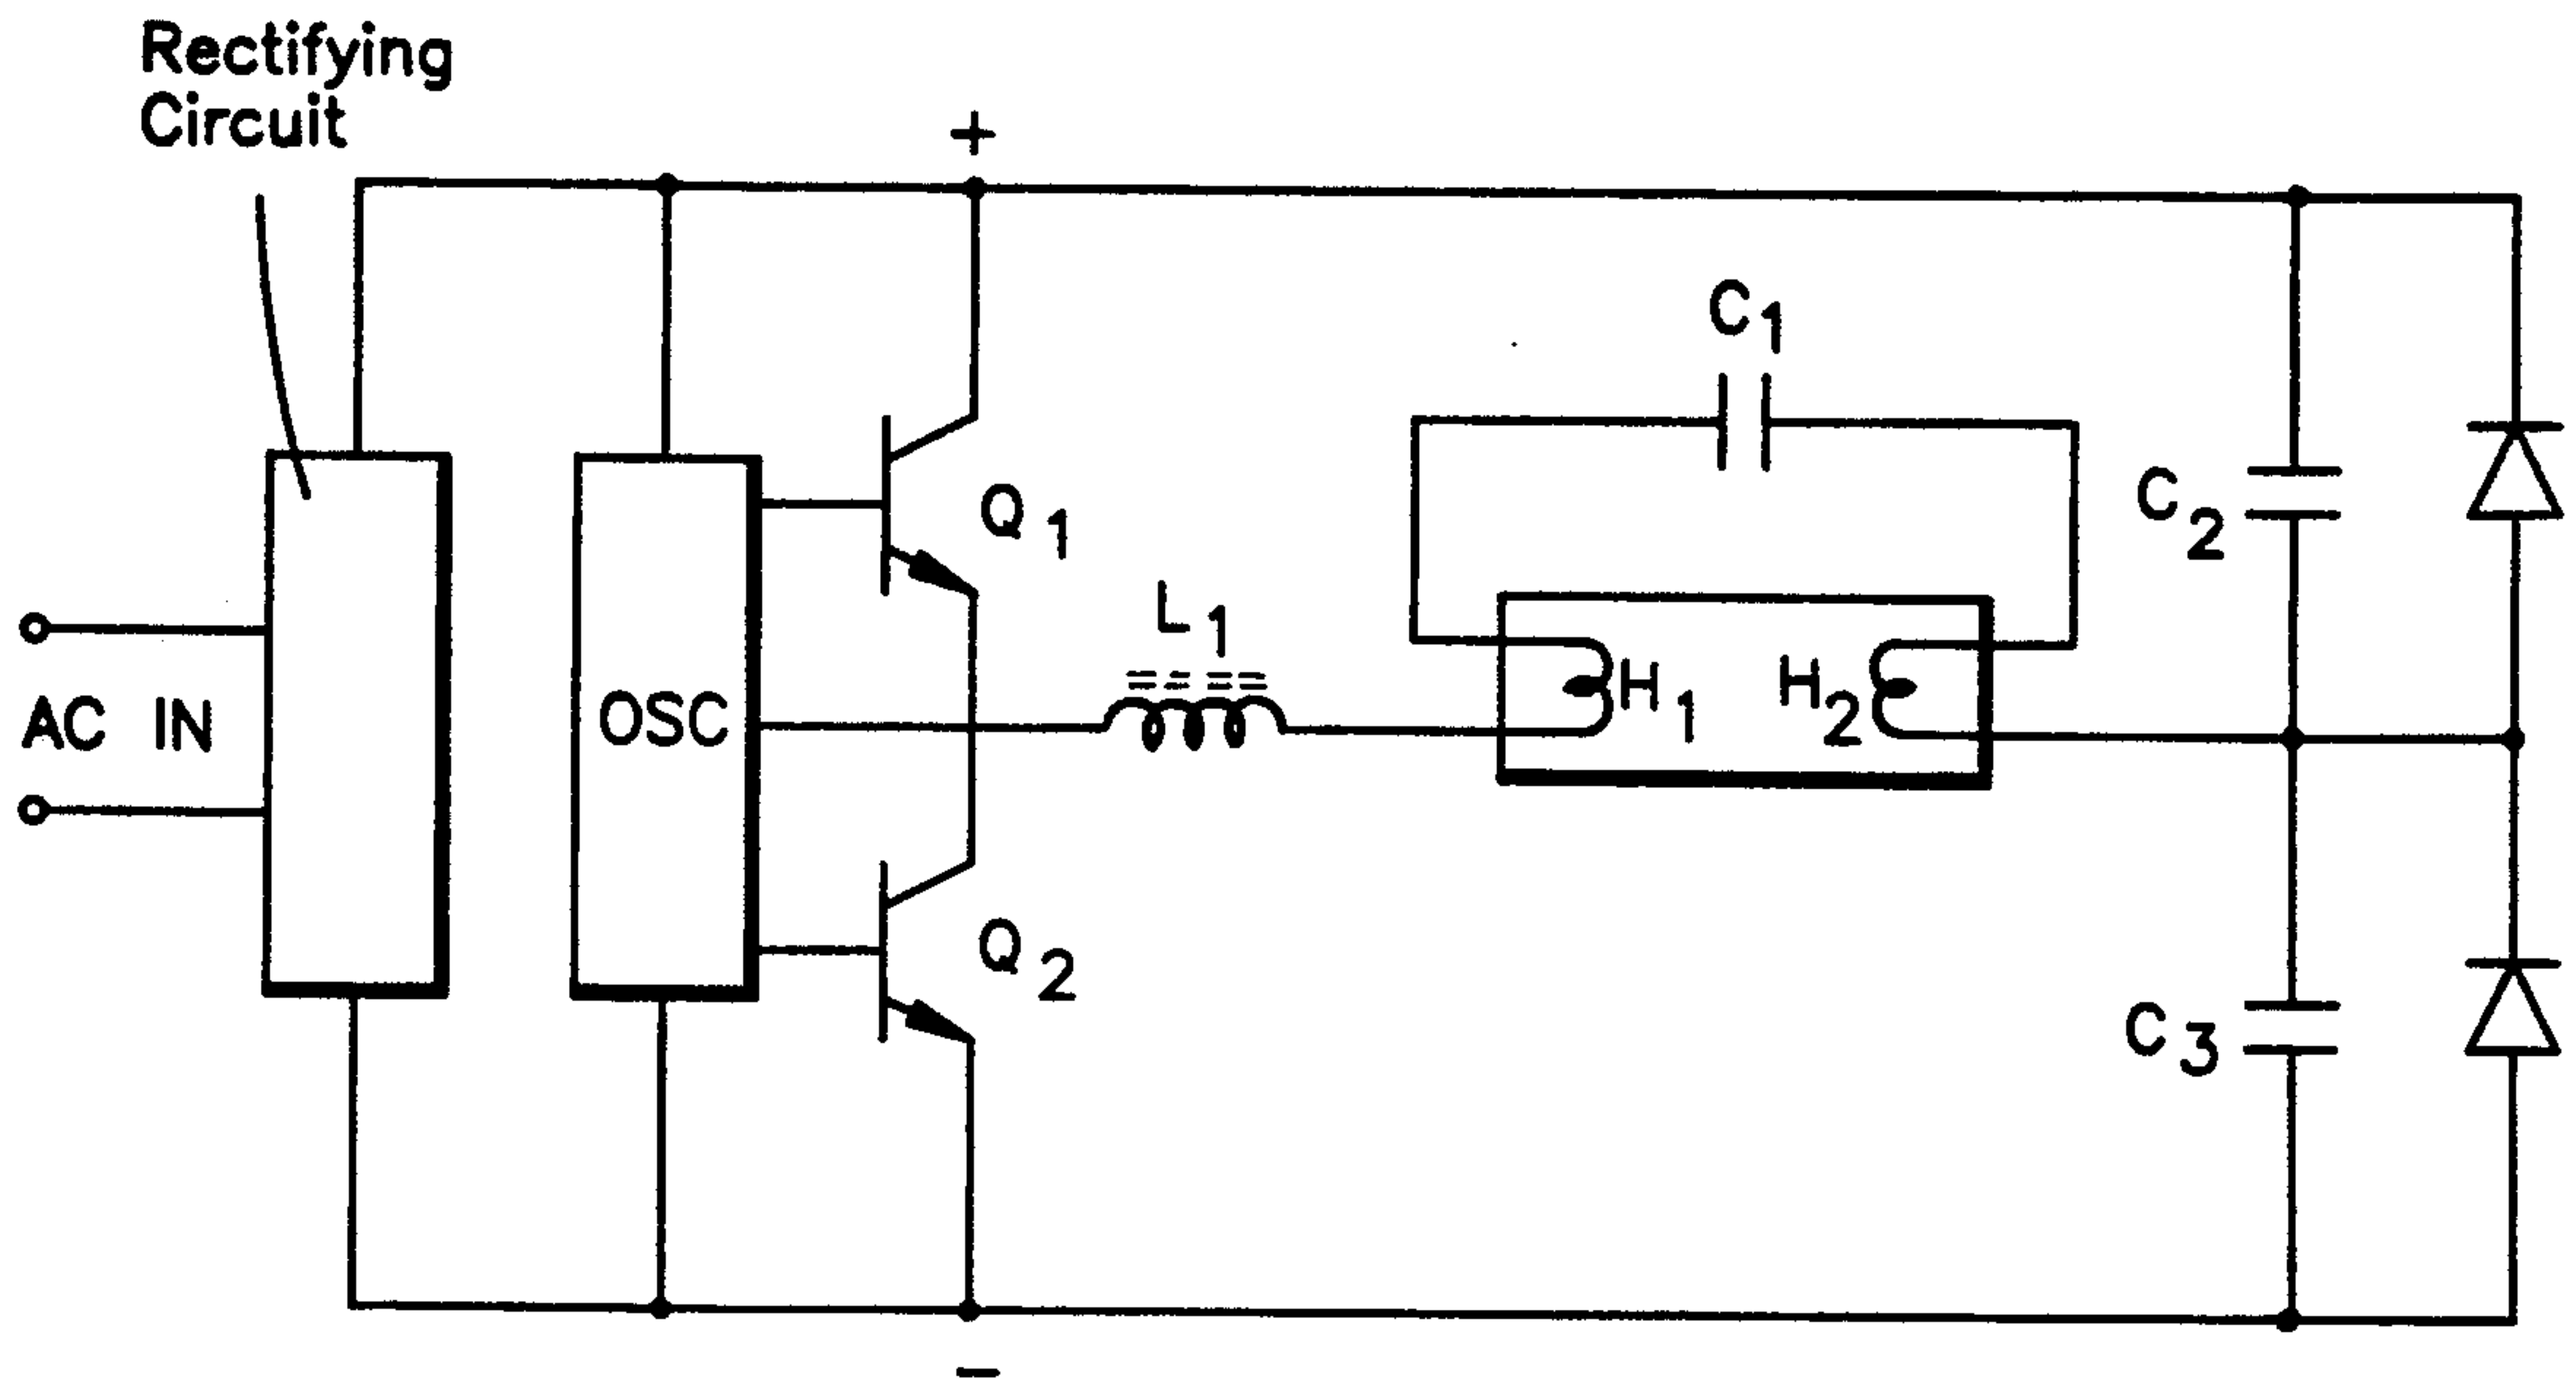 Rectifying
Circuit
+
C1
C2
Q1
L1
AC IN
OSC
H1
H2
Q2
C3
−